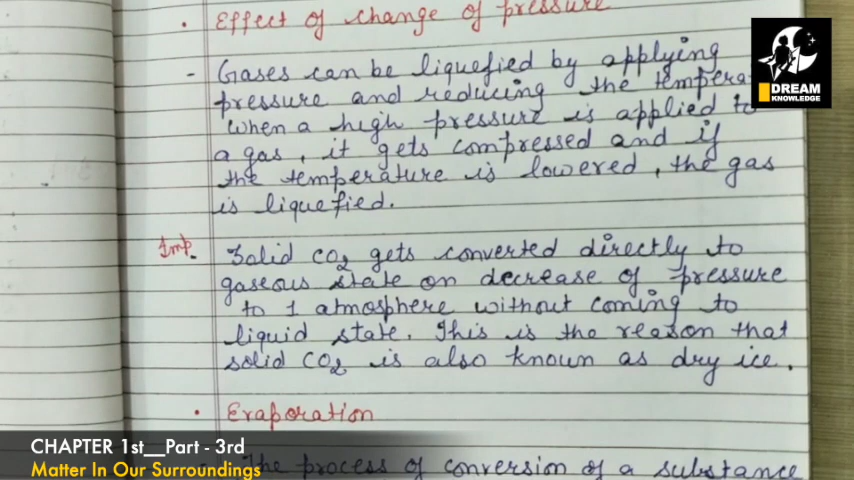 • Effect of change of pressure
DREAM
KNOWLEDGE
- Gases can be liquefied by applying
pressure and reducing the tempera
when a high pressure is applied to
a gas, it gets compressed and if
the temperature is lowered, the gas
is liquefied.
Imp. Solid CO₂ gets converted directly to
gaseous state on decrease of pressure
to 1 atmosphere without coming to
liquid state. This is the reason that
solid CO₂ is also known as dry ice.
• Evaporation
CHAPTER 1st__Part - 3rd
The process of conversion of a substance
Matter In Our Surroundings